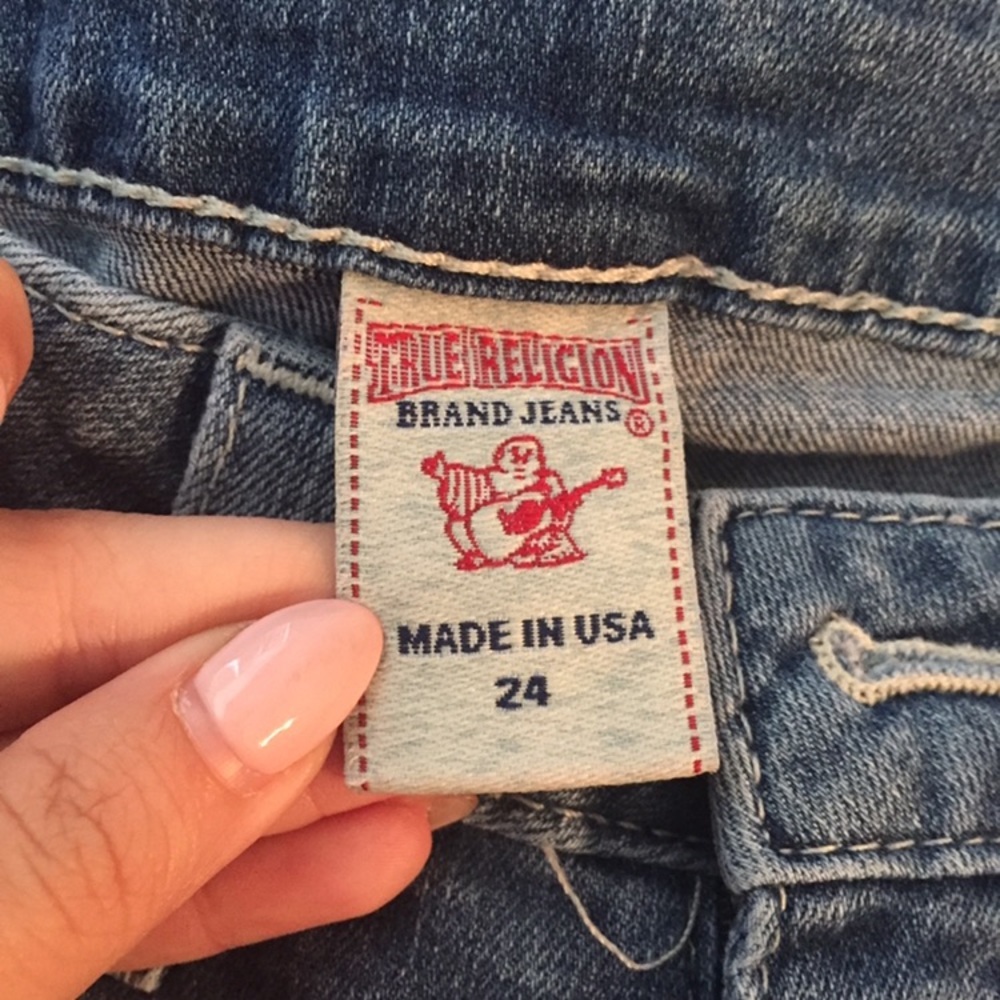 TRUE RELIGION
BRAND JEANS®
MADE IN USA
24